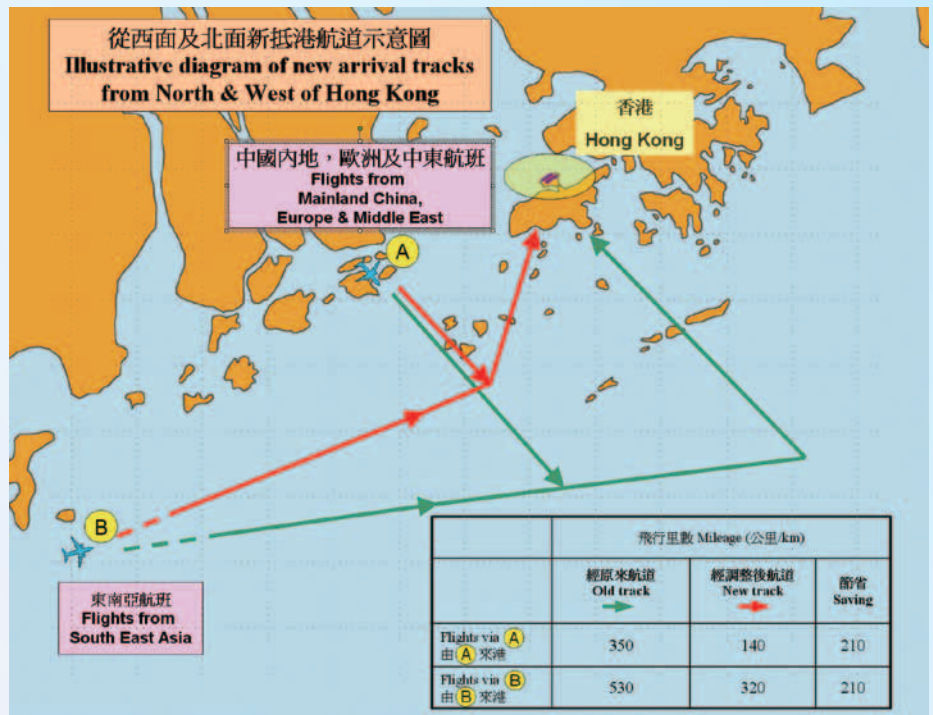 從西面及北面新抵港航道示意圖
Illustrative diagram of new arrival tracks
from North & West of Hong Kong
香港
Hong Kong
中國內地，歐洲及中東航班
Flights from
Mainland China,
Europe & Middle East
A
B
東南亞航班
Flights from
South East Asia
飛行里數 Mileage (公里/km)
經原來航道
Old track
經調整後航道
New track
節省
Saving
Flights via A
由 A 來港
350
140
210
Flights via B
由 B 來港
530
320
210